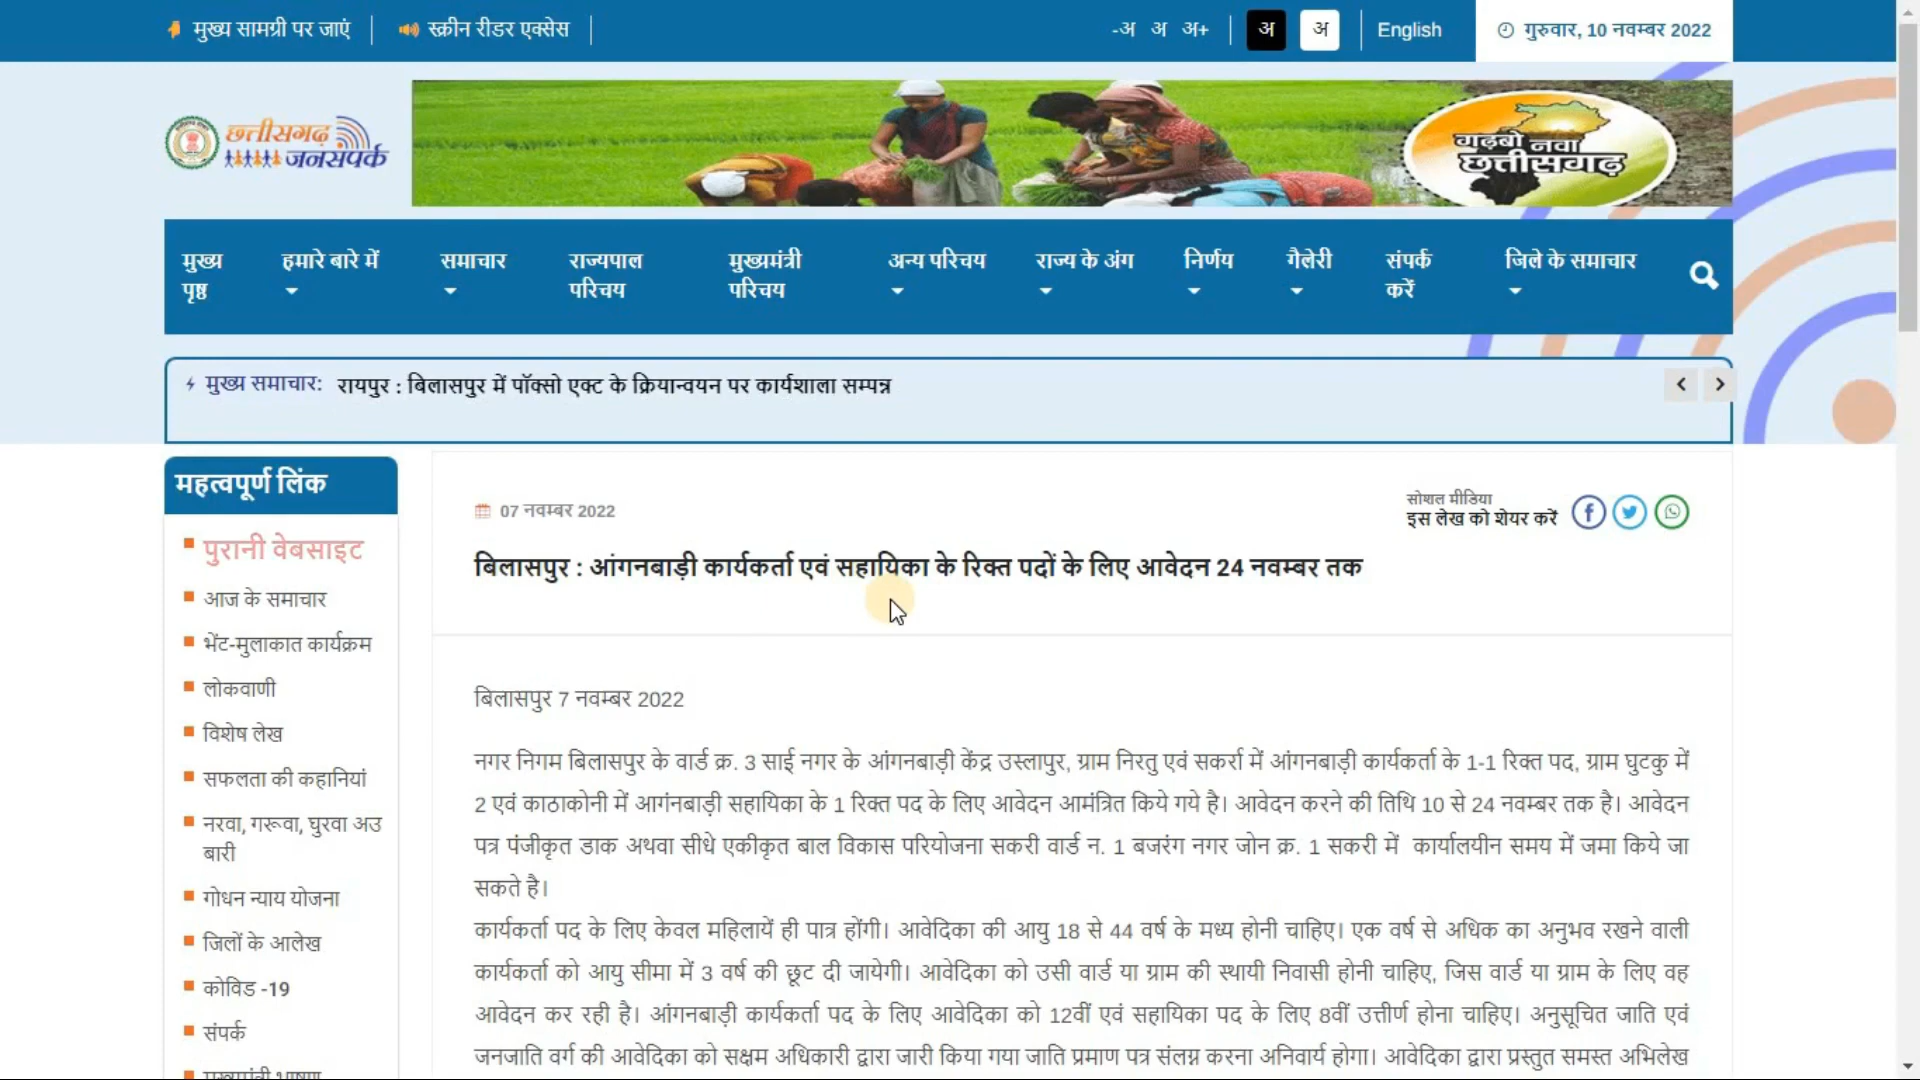 मुख्य सामग्री पर जाएं
स्क्रीन रीडर एक्सेस
-अ अ अ+ अ अ English
गुरुवार, 10 नवम्बर 2022
छत्तीसगढ़
जनसंपर्क
गढ़बो नवा
छत्तीसगढ़
मुख्य पृष्ठ
हमारे बारे में
समाचार
राज्यपाल परिचय
मुख्यमंत्री परिचय
अन्य परिचय
राज्य के अंग
निर्णय
गैलेरी
संपर्क करें
जिले के समाचार
मुख्य समाचार: रायपुर : बिलासपुर में पॉक्सो एक्ट के क्रियान्वयन पर कार्यशाला सम्पन्न
महत्वपूर्ण लिंक
पुरानी वेबसाइट
आज के समाचार
भेंट-मुलाकात कार्यक्रम
लोकवाणी
विशेष लेख
सफलता की कहानियां
नरवा, गरूवा, घुरवा अउ
बारी
गोधन न्याय योजना
जिलों के आलेख
कोविड -19
संपर्क
मुख्यमंत्री भाषण
07 नवम्बर 2022
सोशल मीडिया
इस लेख को शेयर करें
बिलासपुर : आंगनबाड़ी कार्यकर्ता एवं सहायिका के रिक्त पदों के लिए आवेदन 24 नवम्बर तक
बिलासपुर 7 नवम्बर 2022
नगर निगम बिलासपुर के वार्ड क्र. 3 साई नगर के आंगनबाड़ी केंद्र उस्लापुर, ग्राम निरतु एवं सकर्रा में आंगनबाड़ी कार्यकर्ता के 1-1 रिक्त पद, ग्राम घुटकु में
2 एवं काठाकोनी में आगंनबाड़ी सहायिका के 1 रिक्त पद के लिए आवेदन आमंत्रित किये गये है। आवेदन करने की तिथि 10 से 24 नवम्बर तक है। आवेदन
पत्र पंजीकृत डाक अथवा सीधे एकीकृत बाल विकास परियोजना सकरी वार्ड न. 1 बजरंग नगर जोन क्र. 1 सकरी में कार्यालयीन समय में जमा किये जा
सकते है।
कार्यकर्ता पद के लिए केवल महिलायें ही पात्र होंगी। आवेदिका की आयु 18 से 44 वर्ष के मध्य होनी चाहिए। एक वर्ष से अधिक का अनुभव रखने वाली
कार्यकर्ता को आयु सीमा में 3 वर्ष की छूट दी जायेगी। आवेदिका को उसी वार्ड या ग्राम की स्थायी निवासी होनी चाहिए, जिस वार्ड या ग्राम के लिए वह
आवेदन कर रही है। आंगनबाड़ी कार्यकर्ता पद के लिए आवेदिका को 12वीं एवं सहायिका पद के लिए 8वीं उत्तीर्ण होना चाहिए। अनुसूचित जाति एवं
जनजाति वर्ग की आवेदिका को सक्षम अधिकारी द्वारा जारी किया गया जाति प्रमाण पत्र संलग्न करना अनिवार्य होगा। आवेदिका द्वारा प्रस्तुत समस्त अभिलेख